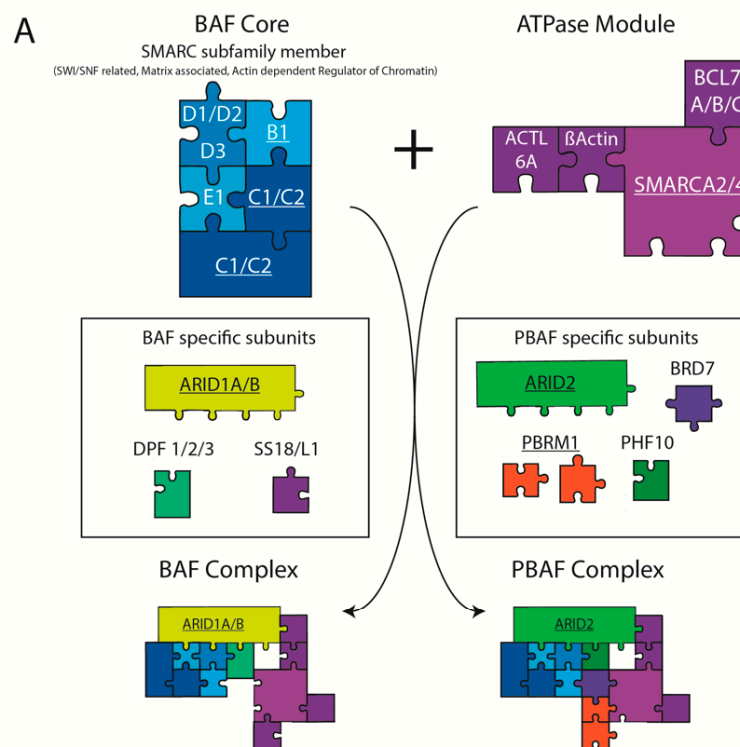 A
BAF Core
SMARC subfamily member
(SWI/SNF related, Matrix associated, Actin dependent Regulator of Chromatin)
ATPase Module
D1/D2
D3
B1
E1
C1/C2
C1/C2
+
BCL7
A/B/C
ACTL
6A
ßActin
SMARCA2/4
BAF specific subunits
ARID1A/B
DPF 1/2/3
SS18/L1
PBAF specific subunits
ARID2
BRD7
PBRM1
PHF10
BAF Complex
ARID1A/B
PBAF Complex
ARID2